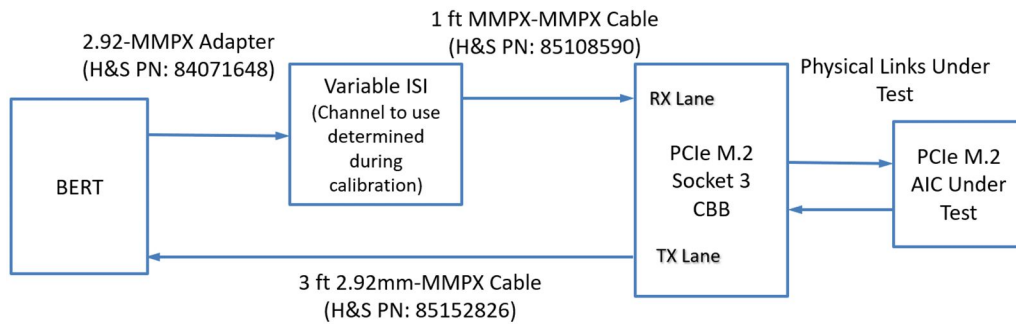 1 ft MMPX-MMPX Cable
(H&S PN: 85108590)
2.92-MMPX Adapter
(H&S PN: 84071648)
Physical Links Under
Test
Variable ISI
(Channel to use
determined
during
calibration)
RX Lane
BERT
PCIe M.2
Socket 3
CBB
PCIe M.2
AIC Under
Test
TX Lane
3 ft 2.92mm-MMPX Cable
(H&S PN: 85152826)